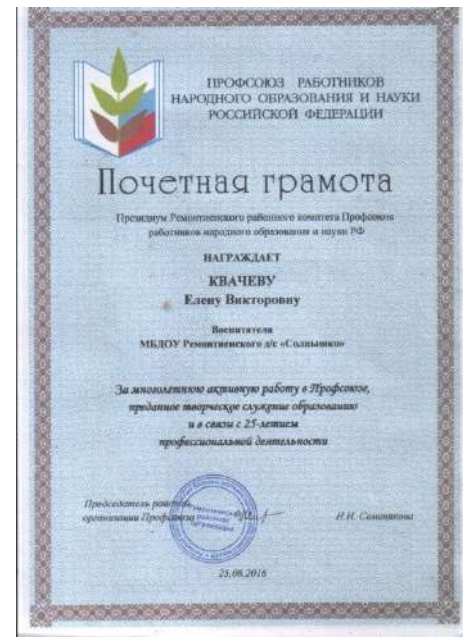 ПРОФСОЮЗ РАБОТНИКОВ
НАРОДНОГО ОБРАЗОВАНИЯ И НАУКИ
РОССИЙСКОЙ ФЕДЕРАЦИИ
Почетная грамота
Президиум Ремонтненского районного комитета Профсоюза
работников народного образования и науки РФ
НАГРАЖДАЕТ
КВАЧЕВУ
Елену Викторовну
Воспитателя
МБДОУ Ремонтненского д/с «Солнышко»
За многолетнюю активную работу в Профсоюзе,
преданное творческое служение образованию
и в связи с 25-летием
профессиональной деятельности
Председатель районной
организации Профсоюза
25.08.2016